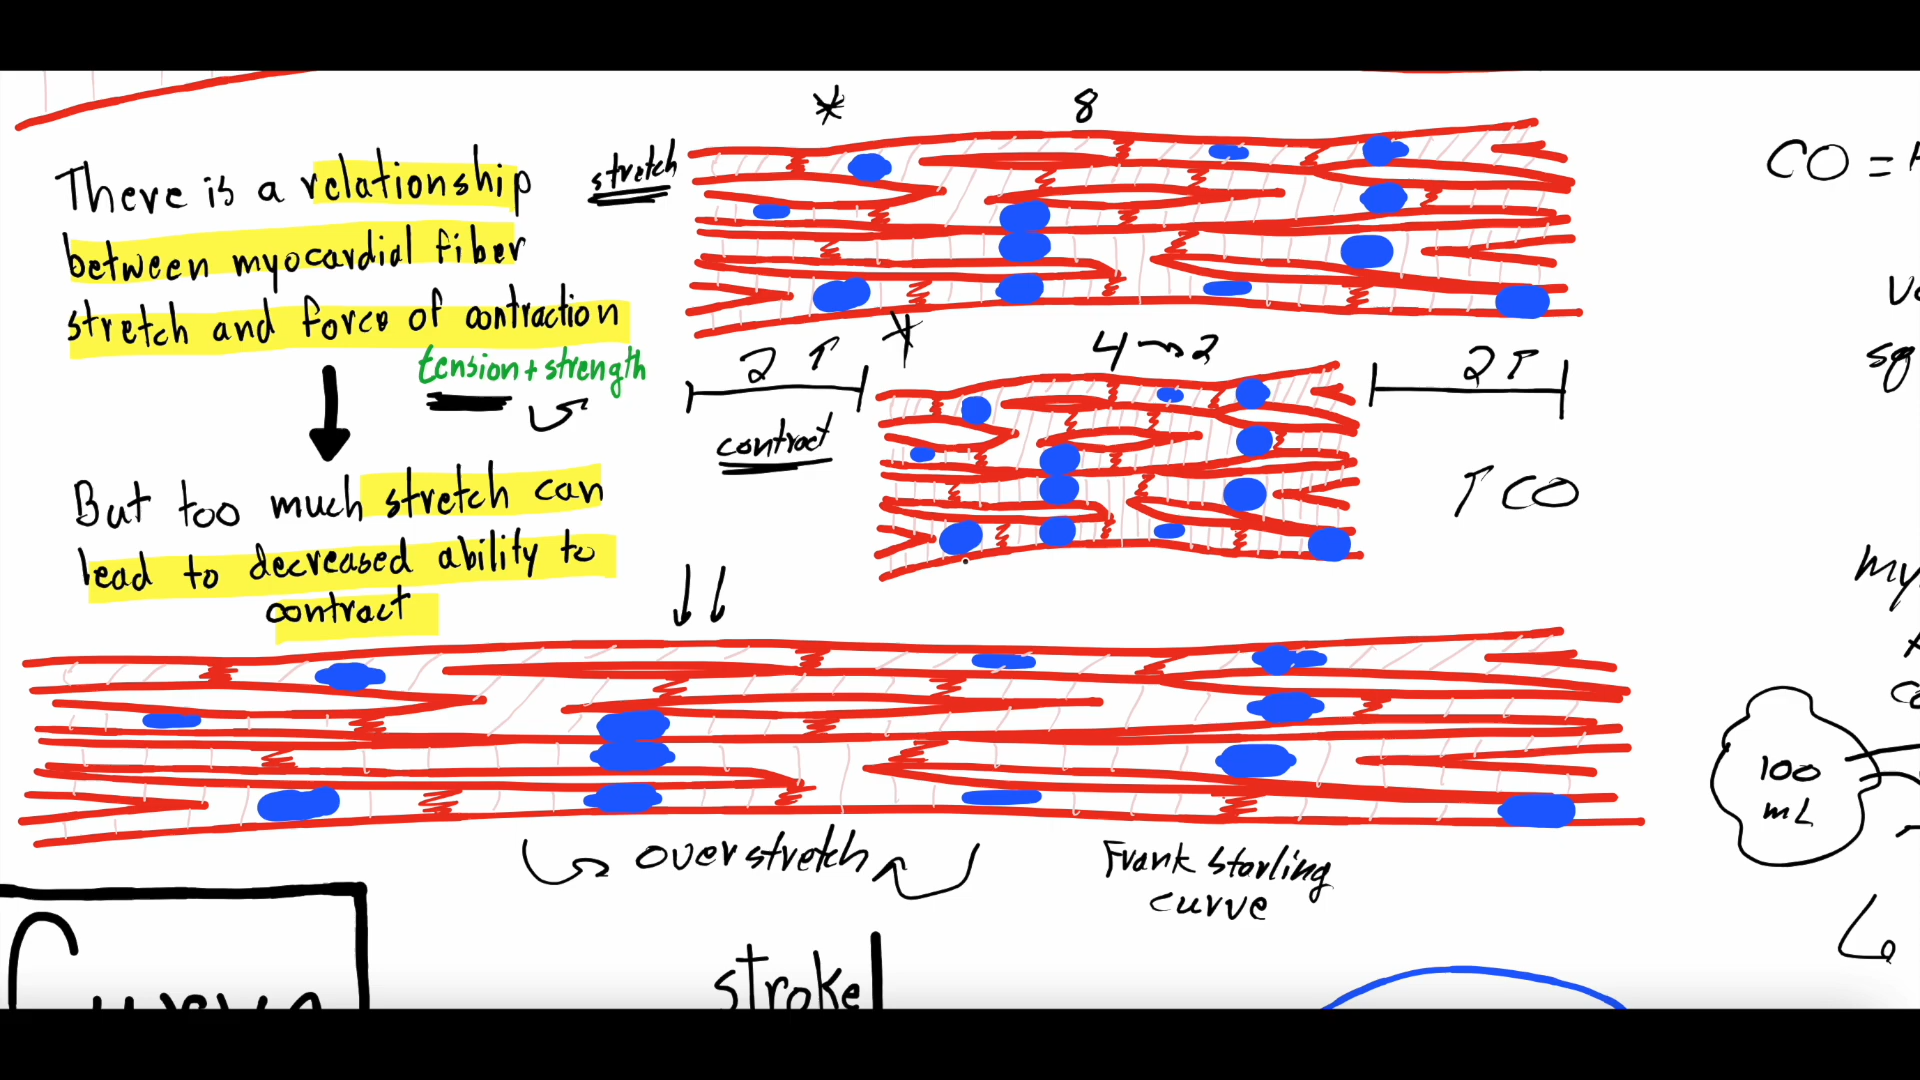 There is a relationship
between myocardial fiber
stretch and force of contraction
tension + strength
But too much stretch can
lead to decreased ability to
contract
stretch
*
8
2 ↑
4 → 2
2 ↑
contract
↑ CO
↓↓
overstretch
Frank Starling
curve
stroke
CO =
100
mL